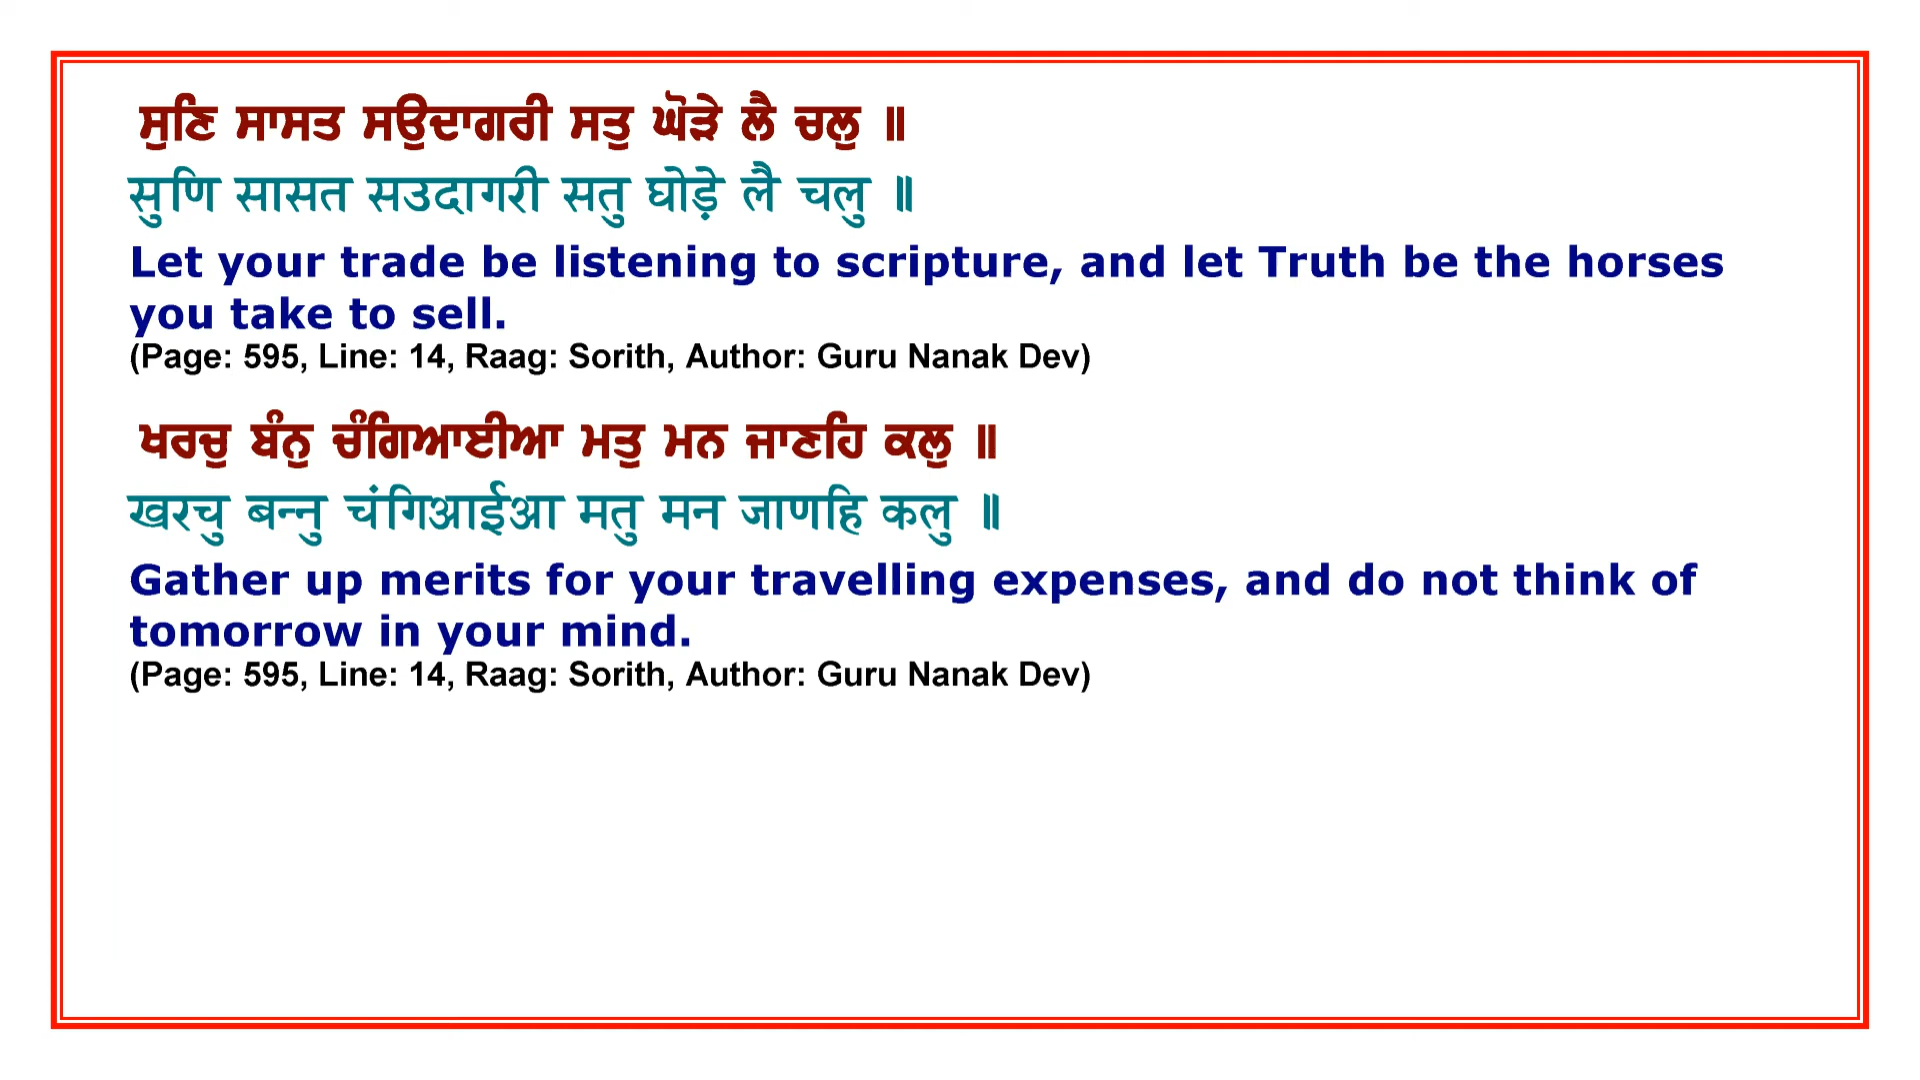 ਸੁਣਿ ਸਾਸਤ ਸਉਦਾਗਰੀ ਸਤੁ ਘੋੜੇ ਲੈ ਚਲੁ ॥
सुणि सासत सउदागरी सतु घोड़े लै चलु ॥
Let your trade be listening to scripture, and let Truth be the horses
you take to sell.
(Page: 595, Line: 14, Raag: Sorith, Author: Guru Nanak Dev)
ਖਰਚੁ ਬੰਨੁ ਚੰਗਿਆਈਆ ਮਤੁ ਮਨ ਜਾਣਹਿ ਕਲੁ ॥
खरचु बन्नु चंगिआईआ मतु मन जाणहि कलु ॥
Gather up merits for your travelling expenses, and do not think of
tomorrow in your mind.
(Page: 595, Line: 14, Raag: Sorith, Author: Guru Nanak Dev)